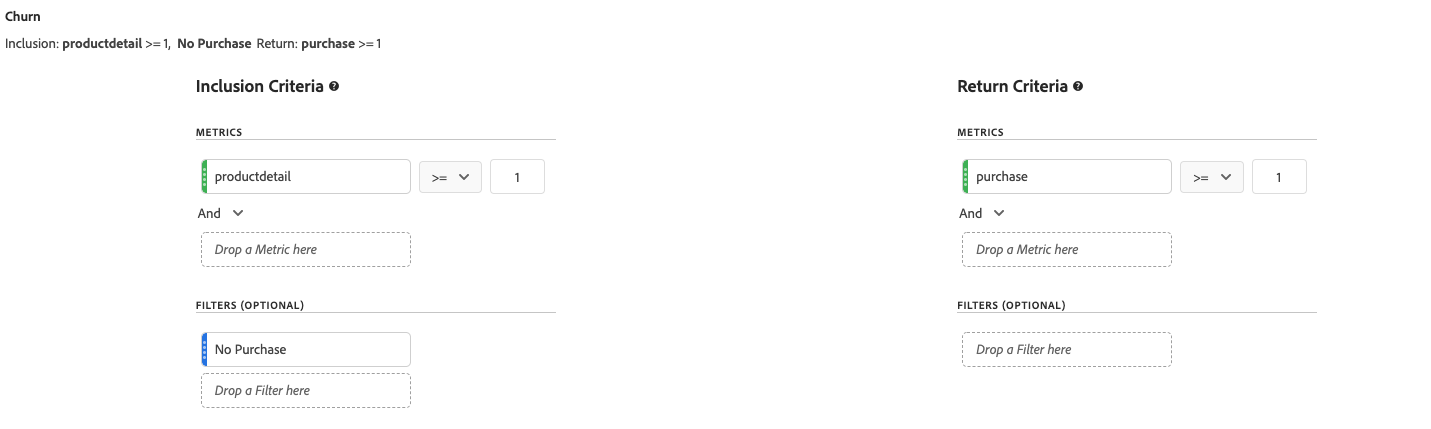 Churn
Inclusion: productdetail >= 1, No Purchase Return: purchase >= 1
Inclusion Criteria ?
Return Criteria ?
METRICS
METRICS
productdetail >= 1
purchase >= 1
And
And
Drop a Metric here
Drop a Metric here
FILTERS (OPTIONAL)
FILTERS (OPTIONAL)
No Purchase
Drop a Filter here
Drop a Filter here